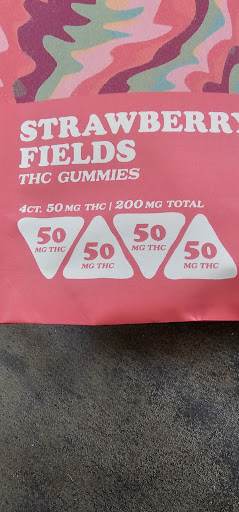 STRAWBERRY
FIELDS
THC GUMMIES
4CT. 50 MG THC | 200 MG TOTAL
50 50 50 50
MG THC MG THC MG THC MG THC